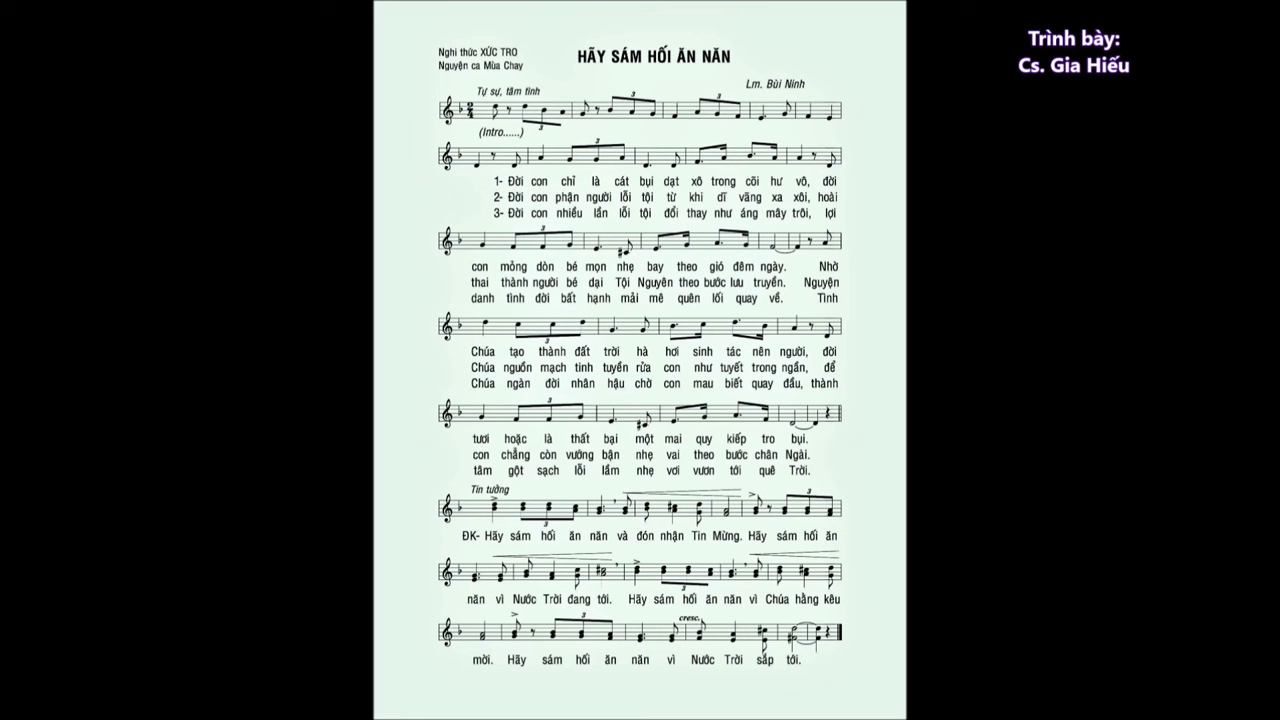 Trình bày:
Cs. Gia Hiếu
Nghi thức XỨC TRO
Nguyện ca Mùa Chay
HÃY SÁM HỐI ĂN NĂN
Lm. Bùi Ninh
Tự sự, tâm tình
(Intro......)
1- Đời con chỉ là cát bụi dạt xô trong cõi hư vô, đời
2- Đời con phận người lỗi tội từ khi dĩ vãng xa xôi, hoài
3- Đời con nhiều lần lỗi tội đổi thay như áng mây trôi, lợi
con mỏng dòn bé mọn nhẹ bay theo gió đêm ngày. Nhờ
thai thành người bé dại Tội Nguyên theo bước lưu truyền. Nguyện
danh tình đời bất hạnh mải mê quên lối quay về. Tình
Chúa tạo thành đất trời hà hơi sinh tác nên người, đời
Chúa nguồn mạch tinh tuyền rửa con như tuyết trong ngần, để
Chúa ngàn đời nhân hậu chờ con mau biết quay đầu, thành
tươi hoặc là thất bại một mai quy kiếp tro bụi.
con chẳng còn vướng bận nhẹ vai theo bước chân Ngài.
tâm gột sạch lỗi lầm nhẹ vơi vươn tới quê Trời.
Tin tưởng
ĐK- Hãy sám hối ăn năn và đón nhận Tin Mừng. Hãy sám hối ăn
năn vì Nước Trời đang tới. Hãy sám hối ăn năn vì Chúa hằng kêu
cresc.
mời. Hãy sám hối ăn năn vì Nước Trời sắp tới.